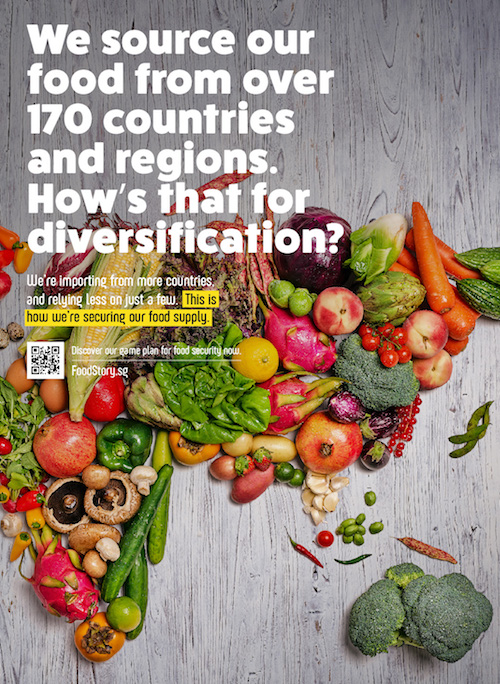 We source our
food from over
170 countries
and regions.
How's that for
diversification?
We're importing from more countries,
and relying less on just a few. This is
how we're securing our food supply.
Discover our game plan for food security now.
FoodStory.sg